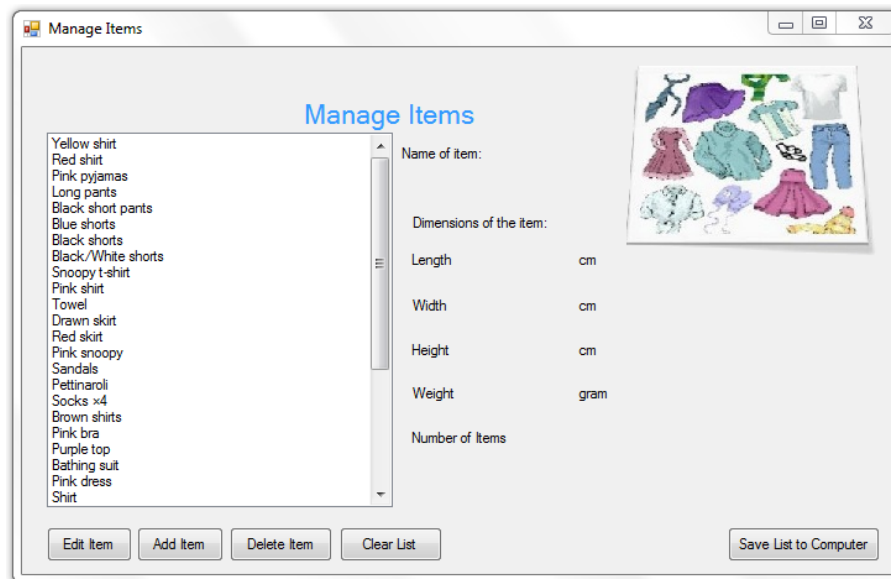 Manage Items
Manage Items
Yellow shirt
Red shirt
Pink pyjamas
Long pants
Black short pants
Blue shorts
Black shorts
Black/White shorts
Snoopy t-shirt
Pink shirt
Towel
Drawn skirt
Red skirt
Pink snoopy
Sandals
Pettinaroli
Socks ×4
Brown shirts
Pink bra
Purple top
Bathing suit
Pink dress
Shirt
Name of item:
Dimensions of the item:
Length cm
Width cm
Height cm
Weight gram
Number of Items
Edit Item Add Item Delete Item Clear List Save List to Computer